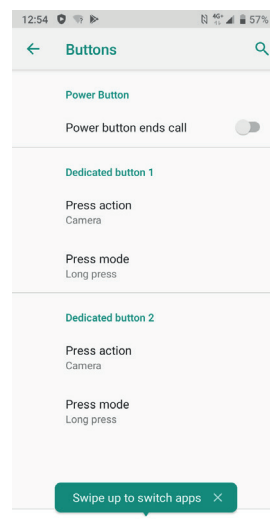 12:54 4G+ 57%
Buttons
Power Button
Power button ends call
Dedicated button 1
Press action
Camera
Press mode
Long press
Dedicated button 2
Press action
Camera
Press mode
Long press
Swipe up to switch apps